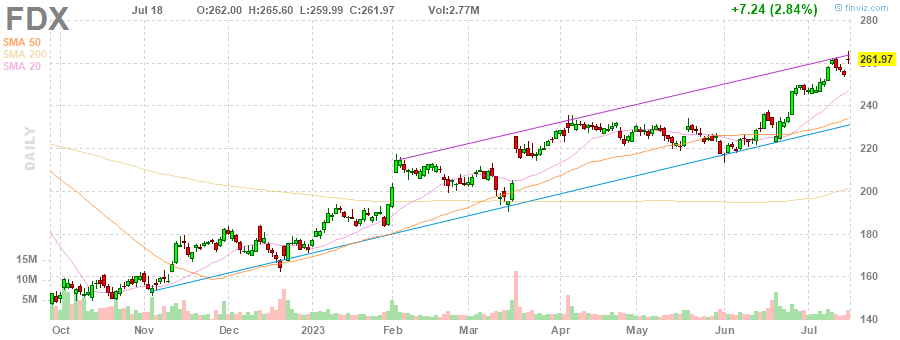 FDX Jul 18 O:262.00 H:265.60 L:259.99 C:261.97 Vol:2.77M +7.24 (2.84%) © finviz.com
SMA 50
SMA 200
SMA 20
DAILY
280
261.97
240
220
200
180
160
140
15M
10M
5M
Oct Nov Dec 2023 Feb Mar Apr May Jun Jul